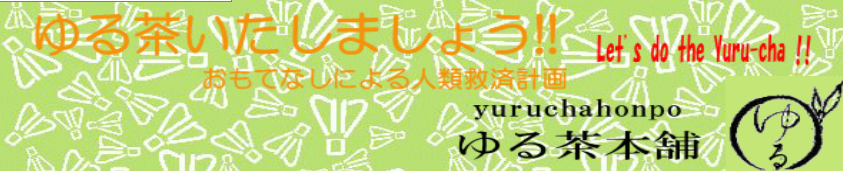 ゆる茶いたしましょう!!
Let's do the Yuru-cha !!
おもてなしによる人類救済計画
yuruchahonpo
ゆる茶本舗
ゆる